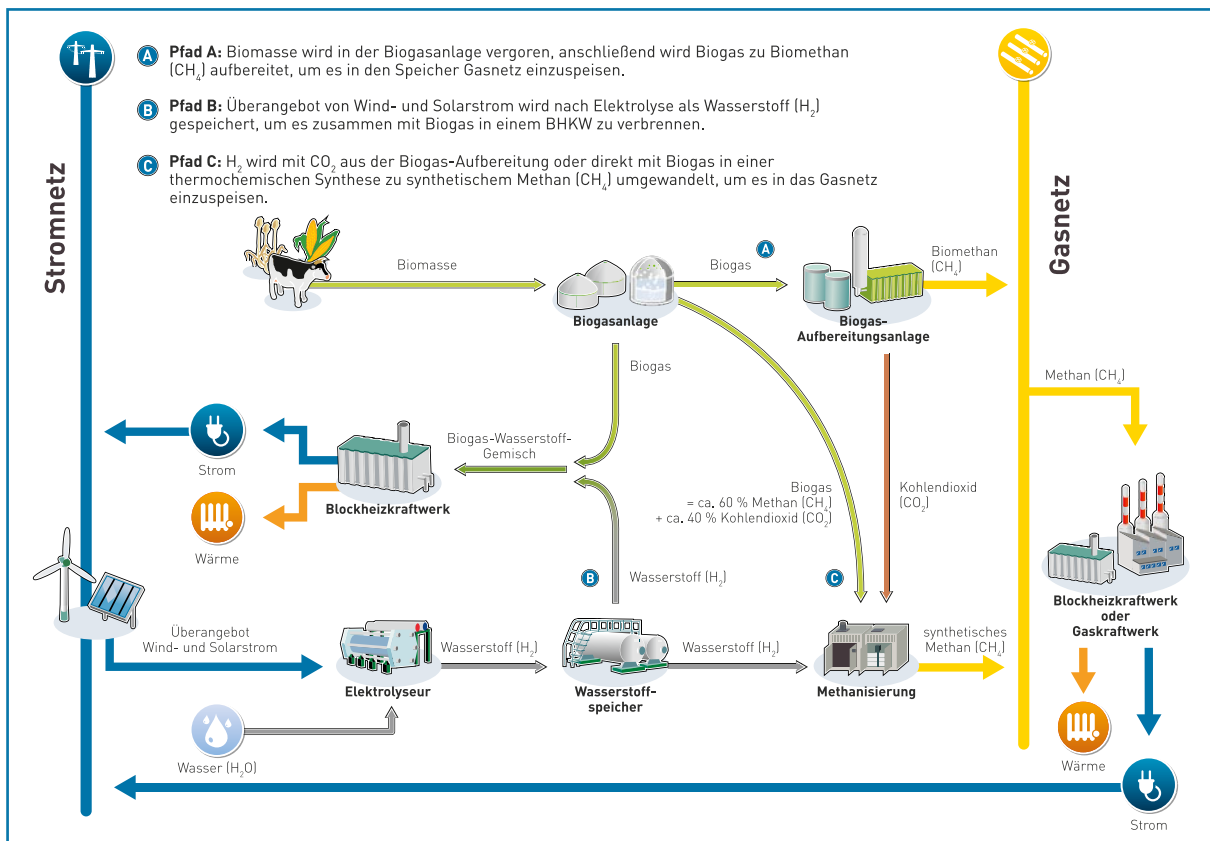 A
Pfad A: Biomasse wird in der Biogasanlage vergoren, anschließend wird Biogas zu Biomethan
(CH₄) aufbereitet, um es in den Speicher Gasnetz einzuspeisen.
B
Pfad B: Überangebot von Wind- und Solarstrom wird nach Elektrolyse als Wasserstoff (H₂)
gespeichert, um es zusammen mit Biogas in einem BHKW zu verbrennen.
C
Pfad C: H₂ wird mit CO₂ aus der Biogas-Aufbereitung oder direkt mit Biogas in einer
thermochemischen Synthese zu synthetischem Methan (CH₄) umgewandelt, um es in das Gasnetz
einzuspeisen.
Stromnetz
Gasnetz
Biomasse
Biogas
A
Biomethan
(CH₄)
Biogasanlage
Biogas-
Aufbereitungsanlage
Biogas
Methan (CH₄)
Strom
Biogas-Wasserstoff-
Gemisch
Blockheizkraftwerk
Wärme
Biogas
= ca. 60 % Methan (CH₄)
+ ca. 40 % Kohlendioxid (CO₂)
Kohlendioxid
(CO₂)
B
Wasserstoff (H₂)
C
Blockheizkraftwerk
oder
Gaskraftwerk
Überangebot
Wind- und Solarstrom
Wasserstoff (H₂)
Wasserstoff (H₂)
synthetisches
Methan (CH₄)
Elektrolyseur
Wasserstoff-
speicher
Methanisierung
Wasser (H₂O)
Wärme
Strom